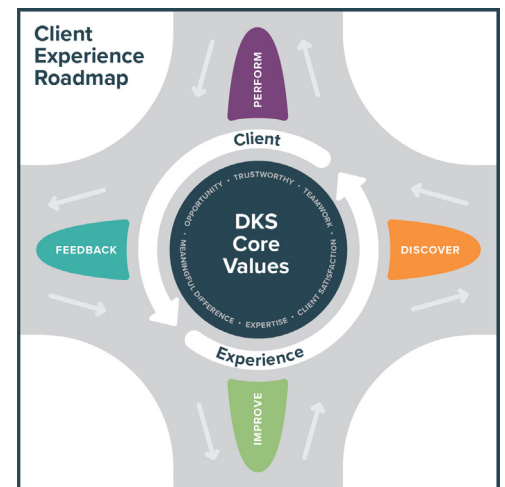 Client
Experience
Roadmap
PERFORM
Client
OPPORTUNITY • TRUSTWORTHY • TEAMWORK • CLIENT SATISFACTION • EXPERTISE • MEANINGFUL DIFFERENCE •
DKS
Core
Values
FEEDBACK
DISCOVER
Experience
IMPROVE